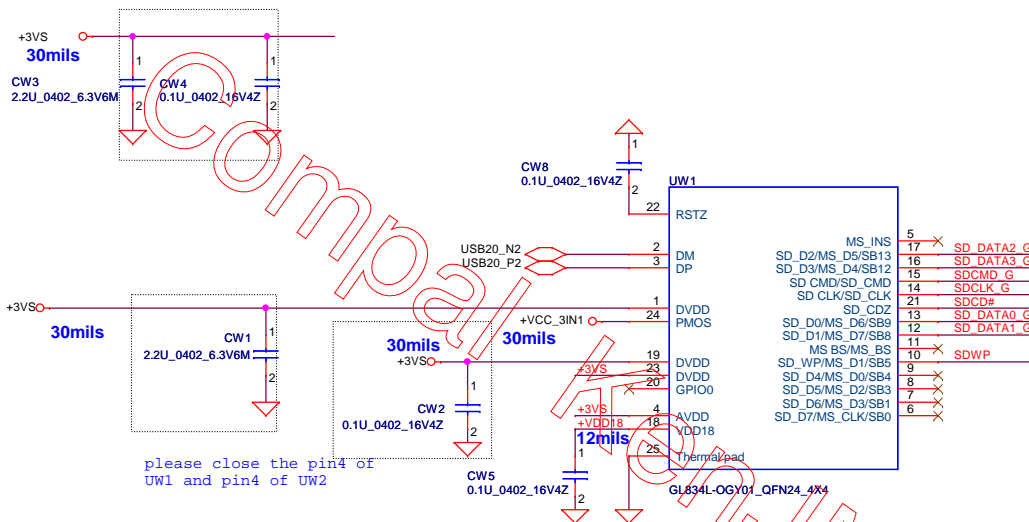 +3VS
30mils
CW3
2.2U_0402_6.3V6M
1
2
CW4
0.1U_0402_16V4Z
1
2
CW8
0.1U_0402_16V4Z
1
2
UW1
22 RSTZ
USB20_N2 2 DM
USB20_P2 3 DP
+3VS 1 DVDD
30mils
+VCC_3IN1 24 PMOS
30mils
CW1
2.2U_0402_6.3V6M
1
2
30mils
+3VS 19 DVDD
+3VS 23 DVDD
20 GPIO0
CW2
0.1U_0402_16V4Z
1
2
+3VS 4 AVDD
+VDD18 18 VDD18
12mils
25 Thermal pad
CW5
0.1U_0402_16V4Z
1
2
GL834L-OGY01_QFN24_4X4
MS_INS 5
SD_D2/MS_D5/SB13 17 SD_DATA2_G
SD_D3/MS_D4/SB12 16 SD_DATA3_G
SD CMD/SD_CMD 15 SDCMD_G
SD CLK/SD_CLK 14 SDCLK_G
SD_CDZ 21 SDCD#
SD_D0/MS_D6/SB9 13 SD_DATA0_G
SD_D1/MS_D7/SB8 12 SD_DATA1_G
MS BS/MS_BS 11
SD_WP/MS_D1/SB5 10 SDWP
SD_D4/MS_D0/SB4 9
SD_D5/MS_D2/SB3 8
SD_D6/MS_D3/SB1 7
SD_D7/MS_CLK/SB0 6
please close the pin4 of
UW1 and pin4 of UW2
Compal